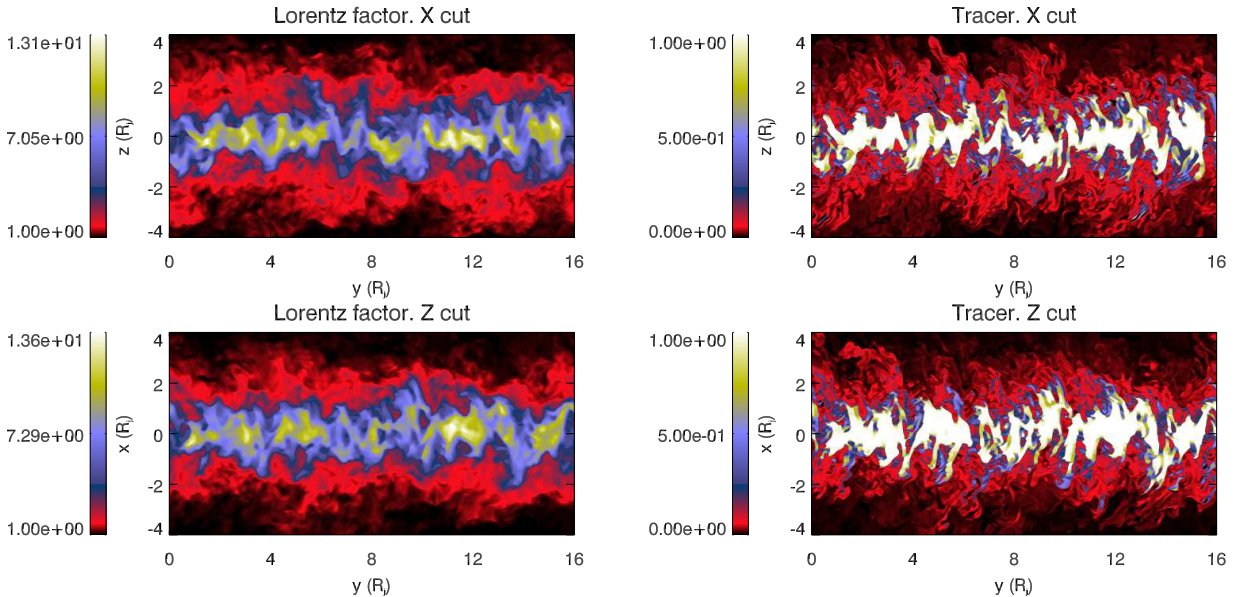 Lorentz factor. X cut
1.31e+01
7.05e+00
1.00e+00
z (Rj)
4
2
0
-2
-4
0 4 8 12 16
y (Rj)
Tracer. X cut
1.00e+00
5.00e-01
0.00e+00
z (Rj)
4
2
0
-2
-4
0 4 8 12 16
y (Rj)
Lorentz factor. Z cut
1.36e+01
7.29e+00
1.00e+00
x (Rj)
4
2
0
-2
-4
0 4 8 12 16
y (Rj)
Tracer. Z cut
1.00e+00
5.00e-01
0.00e+00
x (Rj)
4
2
0
-2
-4
0 4 8 12 16
y (Rj)